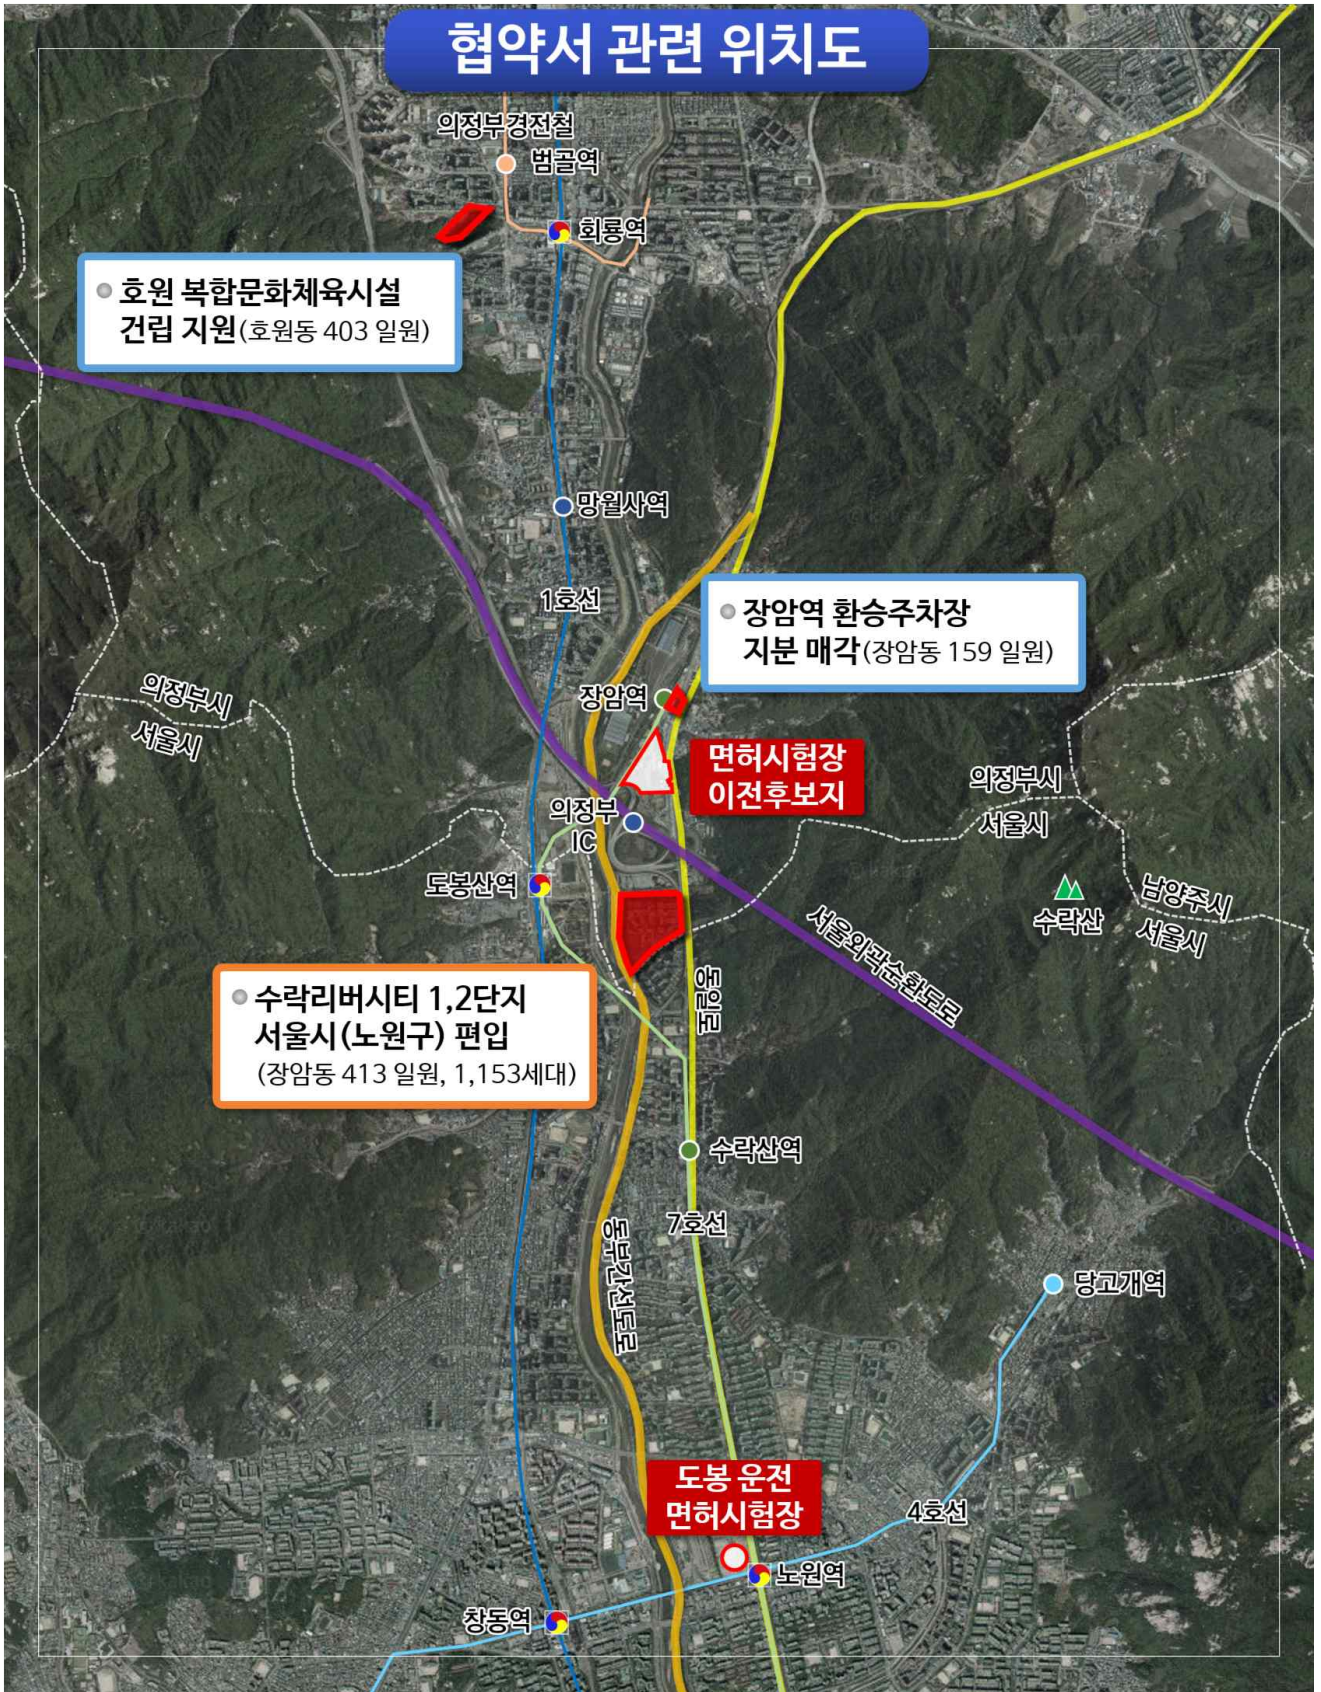 협약서 관련 위치도
의정부경전철
범골역
회룡역
호원 복합문화체육시설
건립 지원(호원동 403 일원)
망월사역
1호선
장암역 환승주차장
지분 매각(장암동 159 일원)
의정부시
서울시
장암역
면허시험장
이전후보지
의정부시
서울시
의정부
IC
도봉산역
수락산
남양주시
서울시
서울외곽순환도로
수락리버시티 1,2단지
서울시(노원구) 편입
(장암동 413 일원, 1,153세대)
동일로
수락산역
7호선
동부간선도로
당고개역
도봉 운전
면허시험장
4호선
노원역
창동역